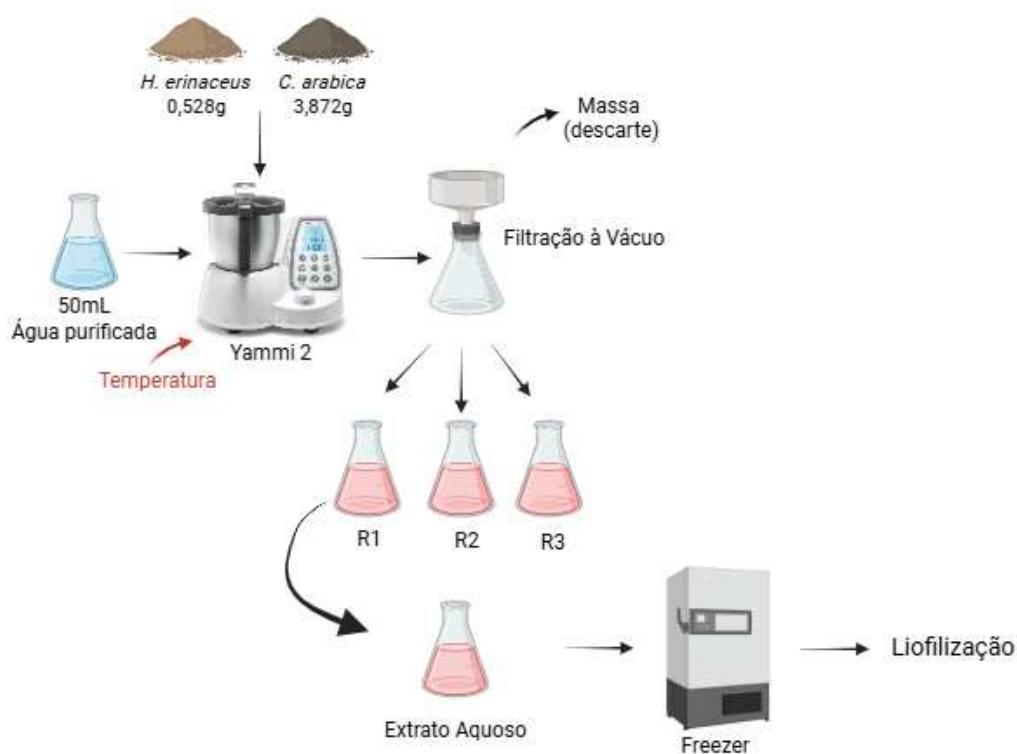 H. erinaceus
0,528g
C. arabica
3,872g
Massa
(descarte)
Filtração à Vácuo
50mL
Água purificada
Yammi 2
Temperatura
R1
R2
R3
Extrato Aquoso
Freezer
Liofilização